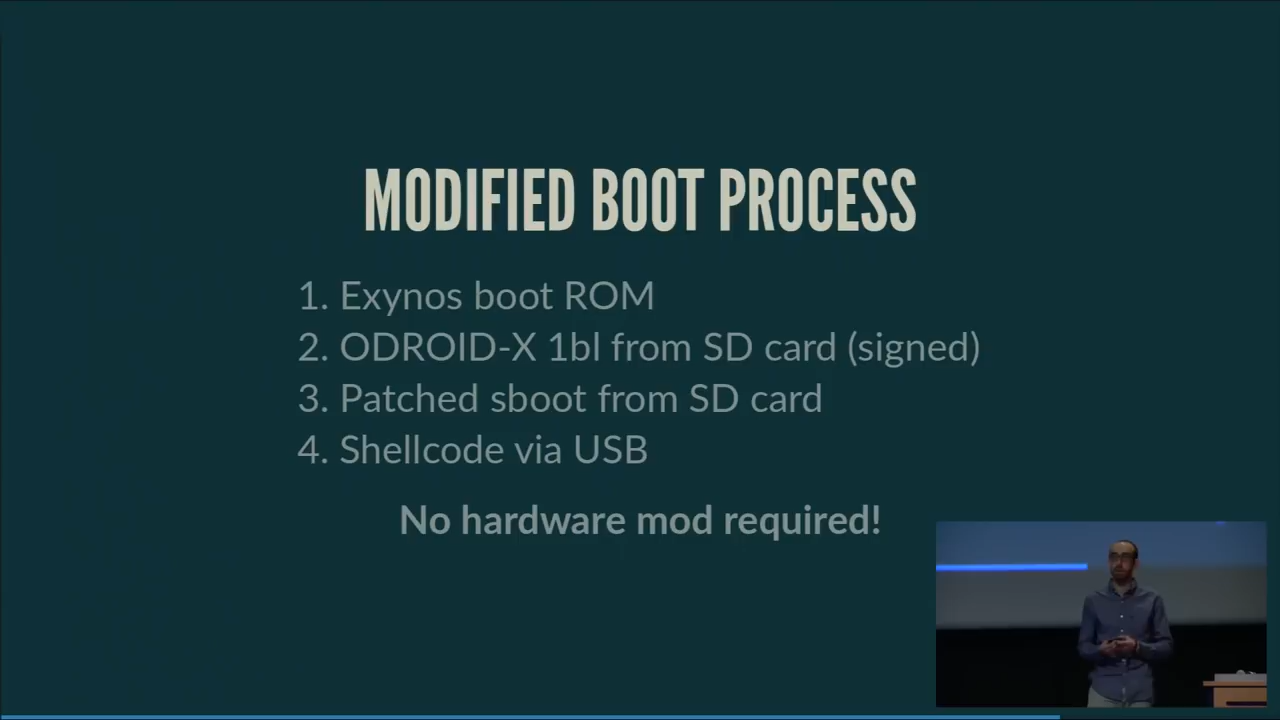 MODIFIED BOOT PROCESS
1. Exynos boot ROM
2. ODROID-X 1bl from SD card (signed)
3. Patched sboot from SD card
4. Shellcode via USB
No hardware mod required!